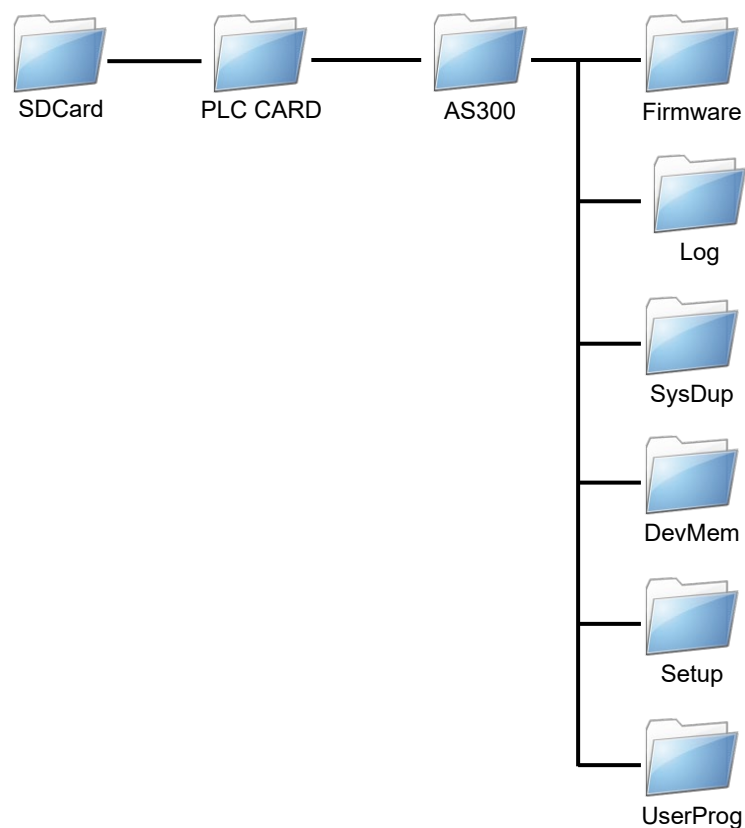 SDCard
PLC CARD
AS300
Firmware
Log
SysDup
DevMem
Setup
UserProg